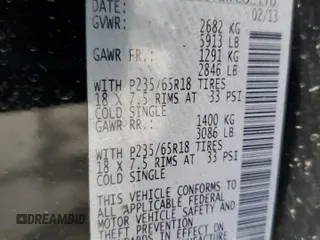 DATE: 02/13
GVWR: 2682 KG
5913 LB
GAWR FR.: 1291 KG
2846 LB
WITH P235/65R18 TIRES
18 X 7.5 RIMS AT 33 PSI
COLD SINGLE
GAWR RR.: 1400 KG
3086 LB
WITH P235/65R18 TIRES
18 X 7.5 RIMS AT 33 PSI
COLD SINGLE
THIS VEHICLE CONFORMS TO
ALL APPLICABLE FEDERAL
MOTOR VEHICLE SAFETY AND
THEFT PREVENTION
STANDARDS IN EFFECT
DREAMBID